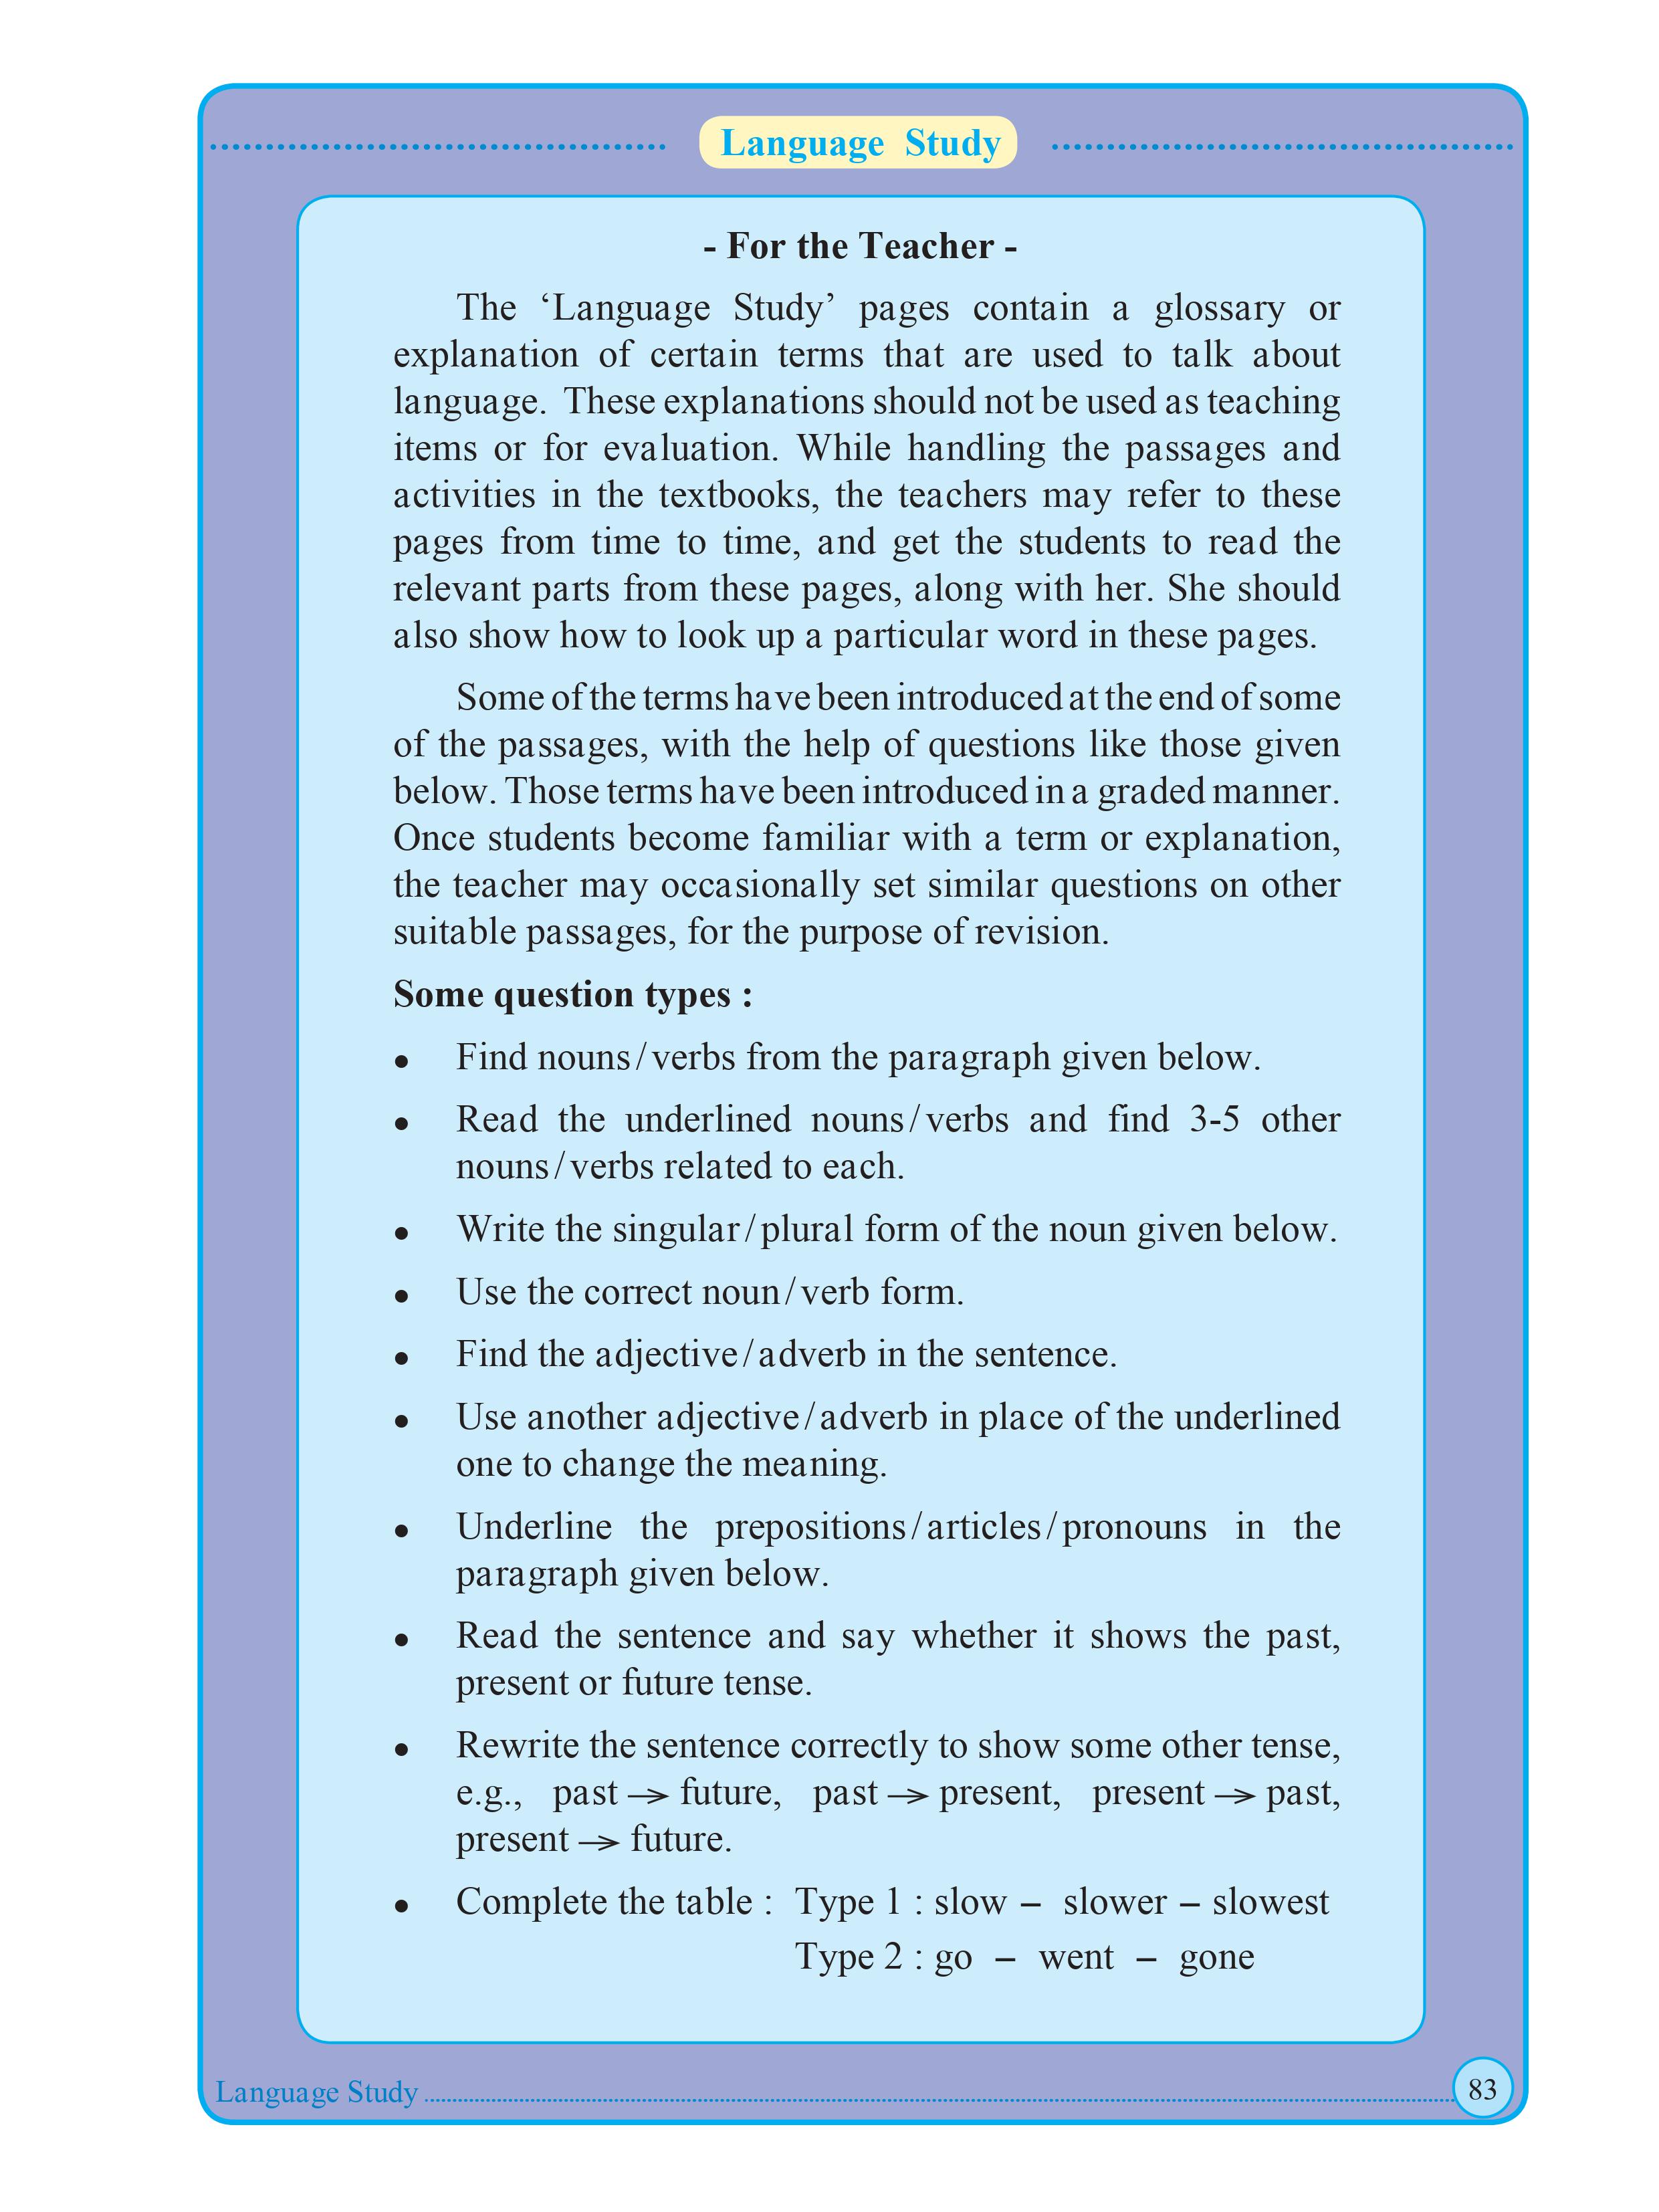 Language Study
- For the Teacher -
The ‘Language Study’ pages contain a glossary or
explanation of certain terms that are used to talk about
language. These explanations should not be used as teaching
items or for evaluation. While handling the passages and
activities in the textbooks, the teachers may refer to these
pages from time to time, and get the students to read the
relevant parts from these pages, along with her. She should
also show how to look up a particular word in these pages.
Some of the terms have been introduced at the end of some
of the passages, with the help of questions like those given
below. Those terms have been introduced in a graded manner.
Once students become familiar with a term or explanation,
the teacher may occasionally set similar questions on other
suitable passages, for the purpose of revision.
Some question types :
• Find nouns/verbs from the paragraph given below.
• Read the underlined nouns/verbs and find 3-5 other
nouns/verbs related to each.
• Write the singular/plural form of the noun given below.
• Use the correct noun/verb form.
• Find the adjective/adverb in the sentence.
• Use another adjective/adverb in place of the underlined
one to change the meaning.
• Underline the prepositions/articles/pronouns in the
paragraph given below.
• Read the sentence and say whether it shows the past,
present or future tense.
• Rewrite the sentence correctly to show some other tense,
e.g., past → future, past → present, present → past,
present → future.
• Complete the table : Type 1 : slow – slower – slowest
Type 2 : go – went – gone
Language Study 83